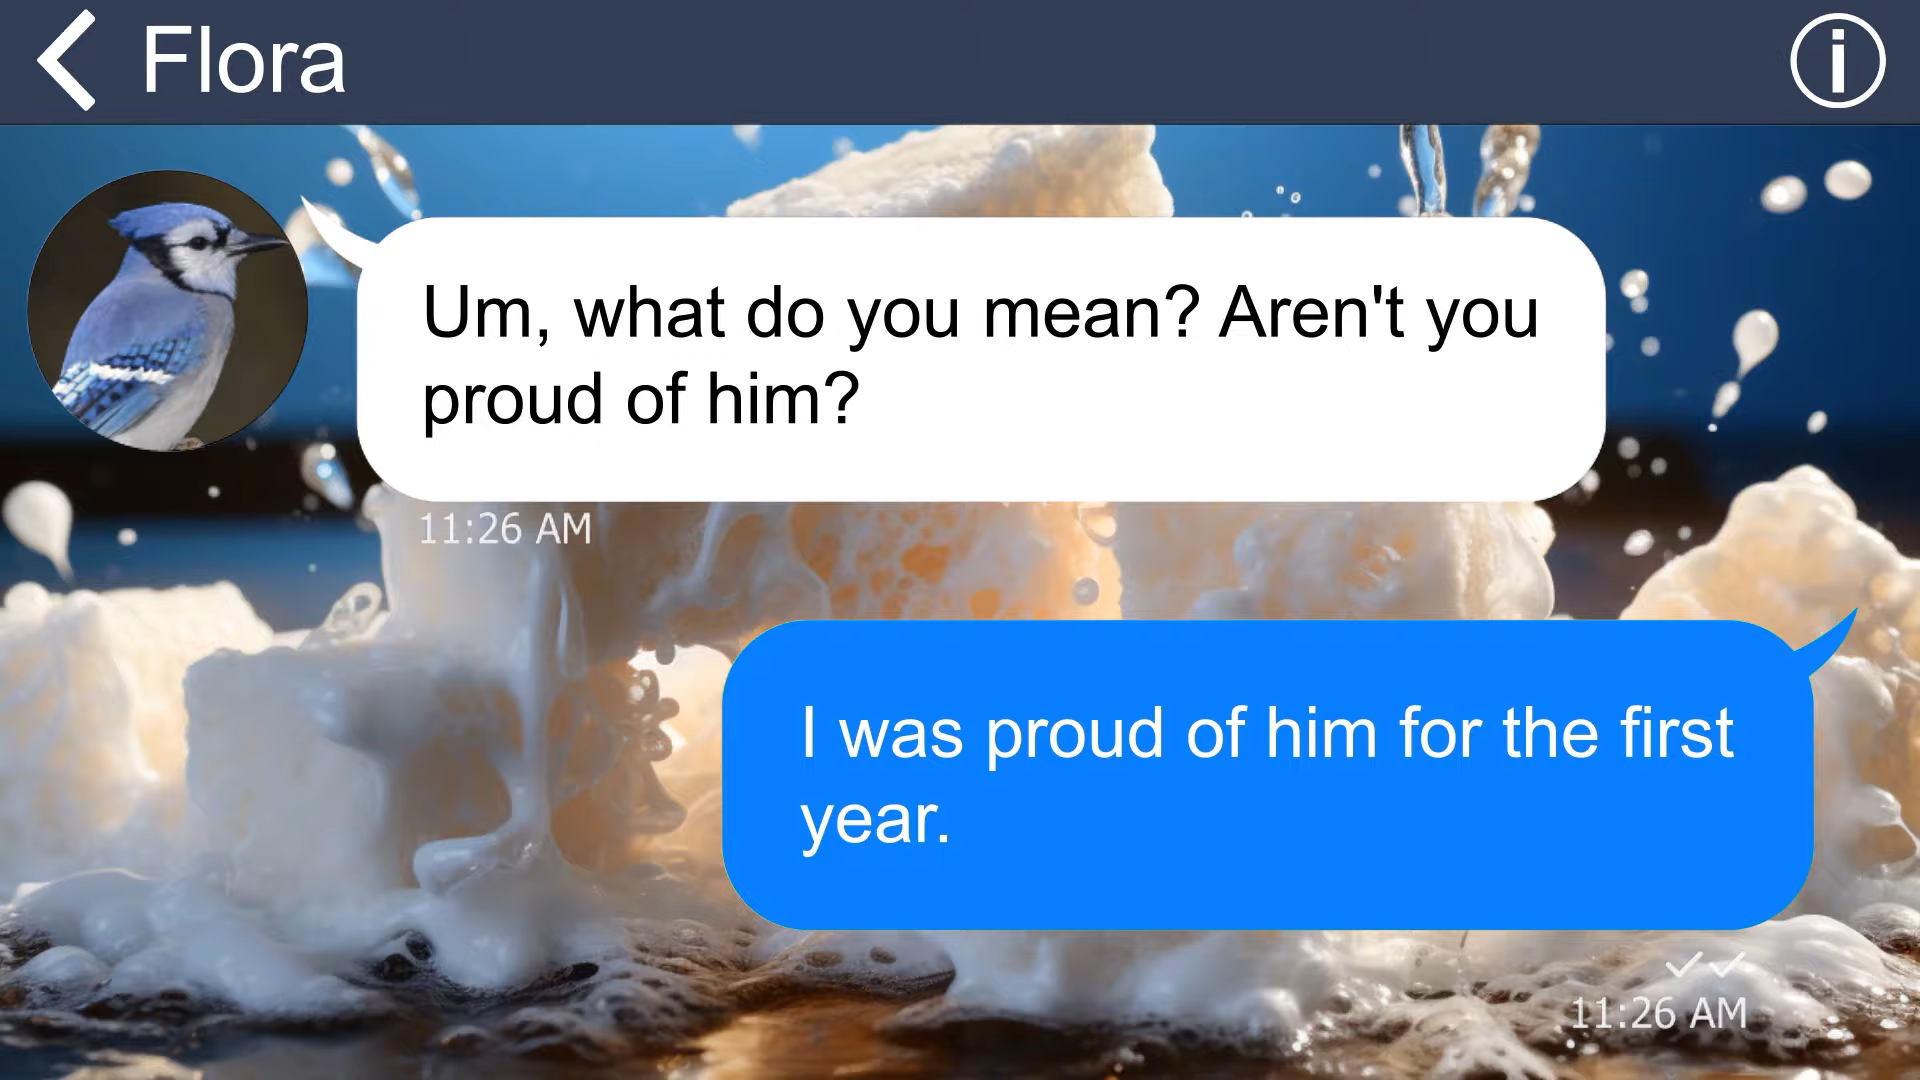 Flora
Um, what do you mean? Aren't you
proud of him?
11:26 AM
I was proud of him for the first
year.
11:26 AM